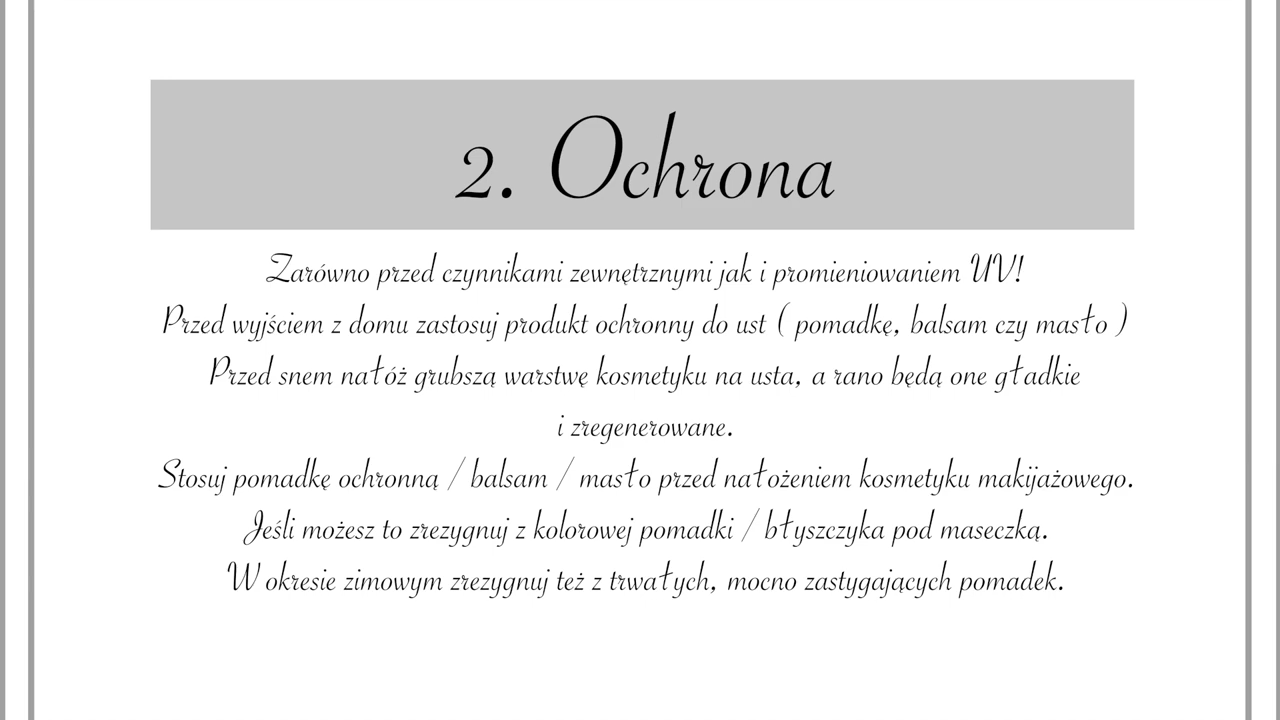 2. Ochrona
Zarówno przed czynnikami zewnętrznymi jak i promieniowaniem UV!
Przed wyjściem z domu zastosuj produkt ochronny do ust ( pomadkę, balsam czy masło )
Przed snem nałóż grubszą warstwę kosmetyku na usta, a rano będą one gładkie
i zregenerowane.
Stosuj pomadkę ochronną / balsam / masło przed nałożeniem kosmetyku makijażowego.
Jeśli możesz to zrezygnuj z kolorowej pomadki / błyszczyka pod maseczką.
W okresie zimowym zrezygnuj też z trwałych, mocno zastygających pomadek.